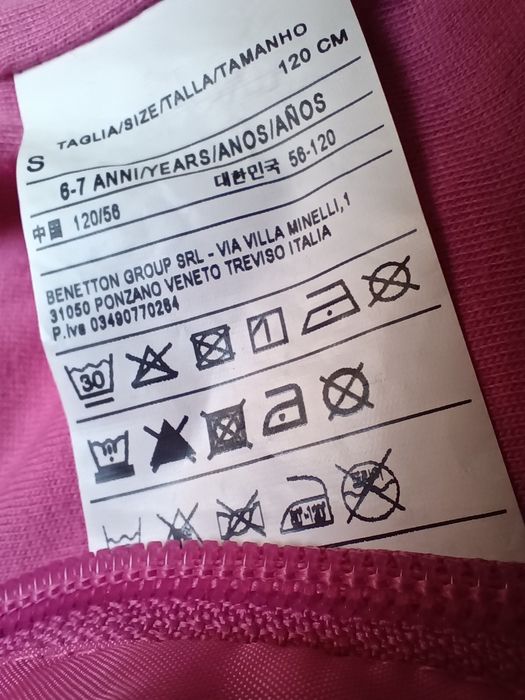 TAGLIA/SIZE/TALLA/TAMANHO
S 120 CM
6-7 ANNI/YEARS/ANOS/AÑOS
中国 120/56 대한민국 56-120
BENETTON GROUP SRL - VIA VILLA MINELLI,1
31050 PONZANO VENETO TREVISO ITALIA
P.Iva 03490770264
30